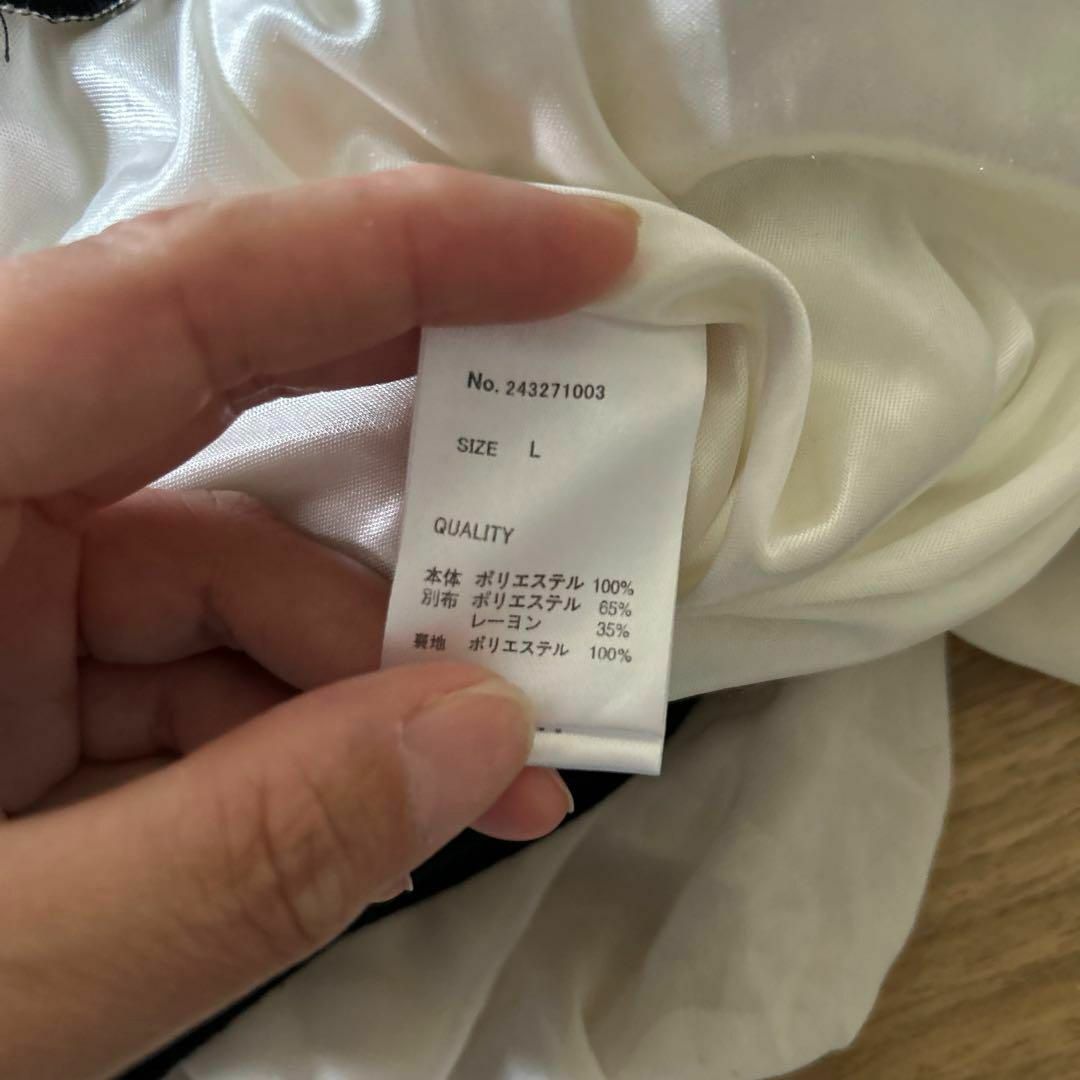 No. 243271003
SIZE L
QUALITY
本体 ポリエステル 100%
別布 ポリエステル 65%
レーヨン 35%
裏地 ポリエステル 100%